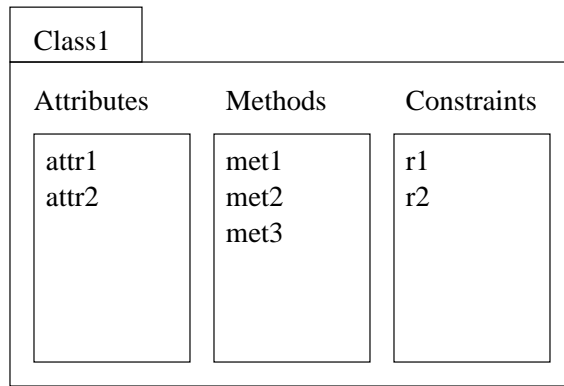 Class1
Attributes Methods Constraints
attr1 met1 r1
attr2 met2 r2
met3